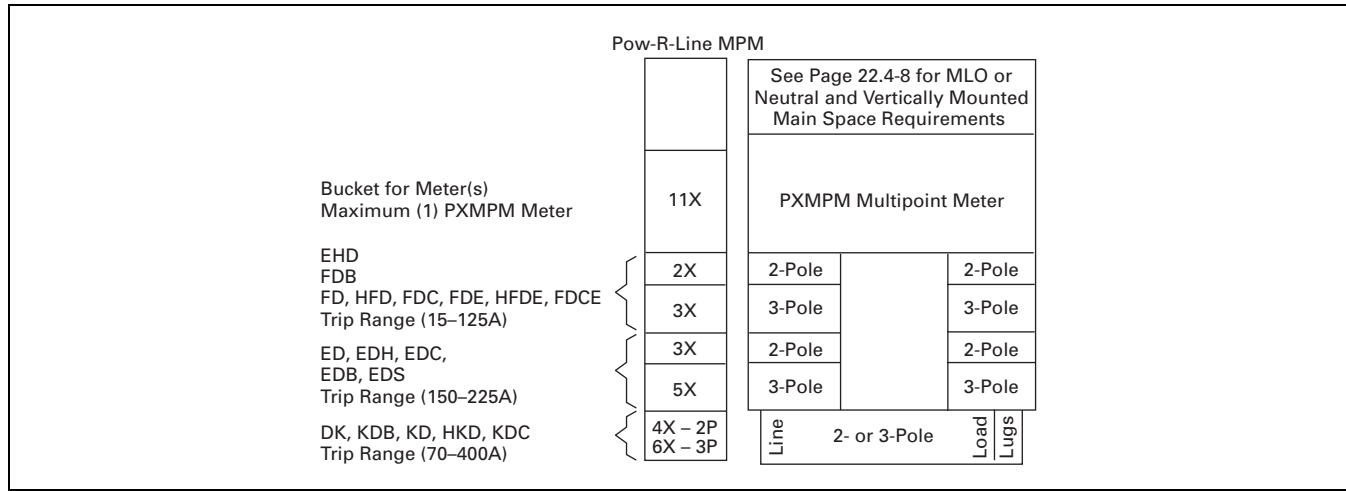 Pow-R-Line MPM
See Page 22.4-8 for MLO or
Neutral and Vertically Mounted
Main Space Requirements
Bucket for Meter(s)
Maximum (1) PXMPM Meter
11X
PXMPM Multipoint Meter
EHD
FDB
FD, HFD, FDC, FDE, HFDE, FDCE
Trip Range (15–125A)
2X
2-Pole
2-Pole
3X
3-Pole
3-Pole
ED, EDH, EDC,
EDB, EDS
Trip Range (150–225A)
3X
2-Pole
2-Pole
5X
3-Pole
3-Pole
DK, KDB, KD, HKD, KDC
Trip Range (70–400A)
4X – 2P
6X – 3P
Line
2- or 3-Pole
Load
Lugs